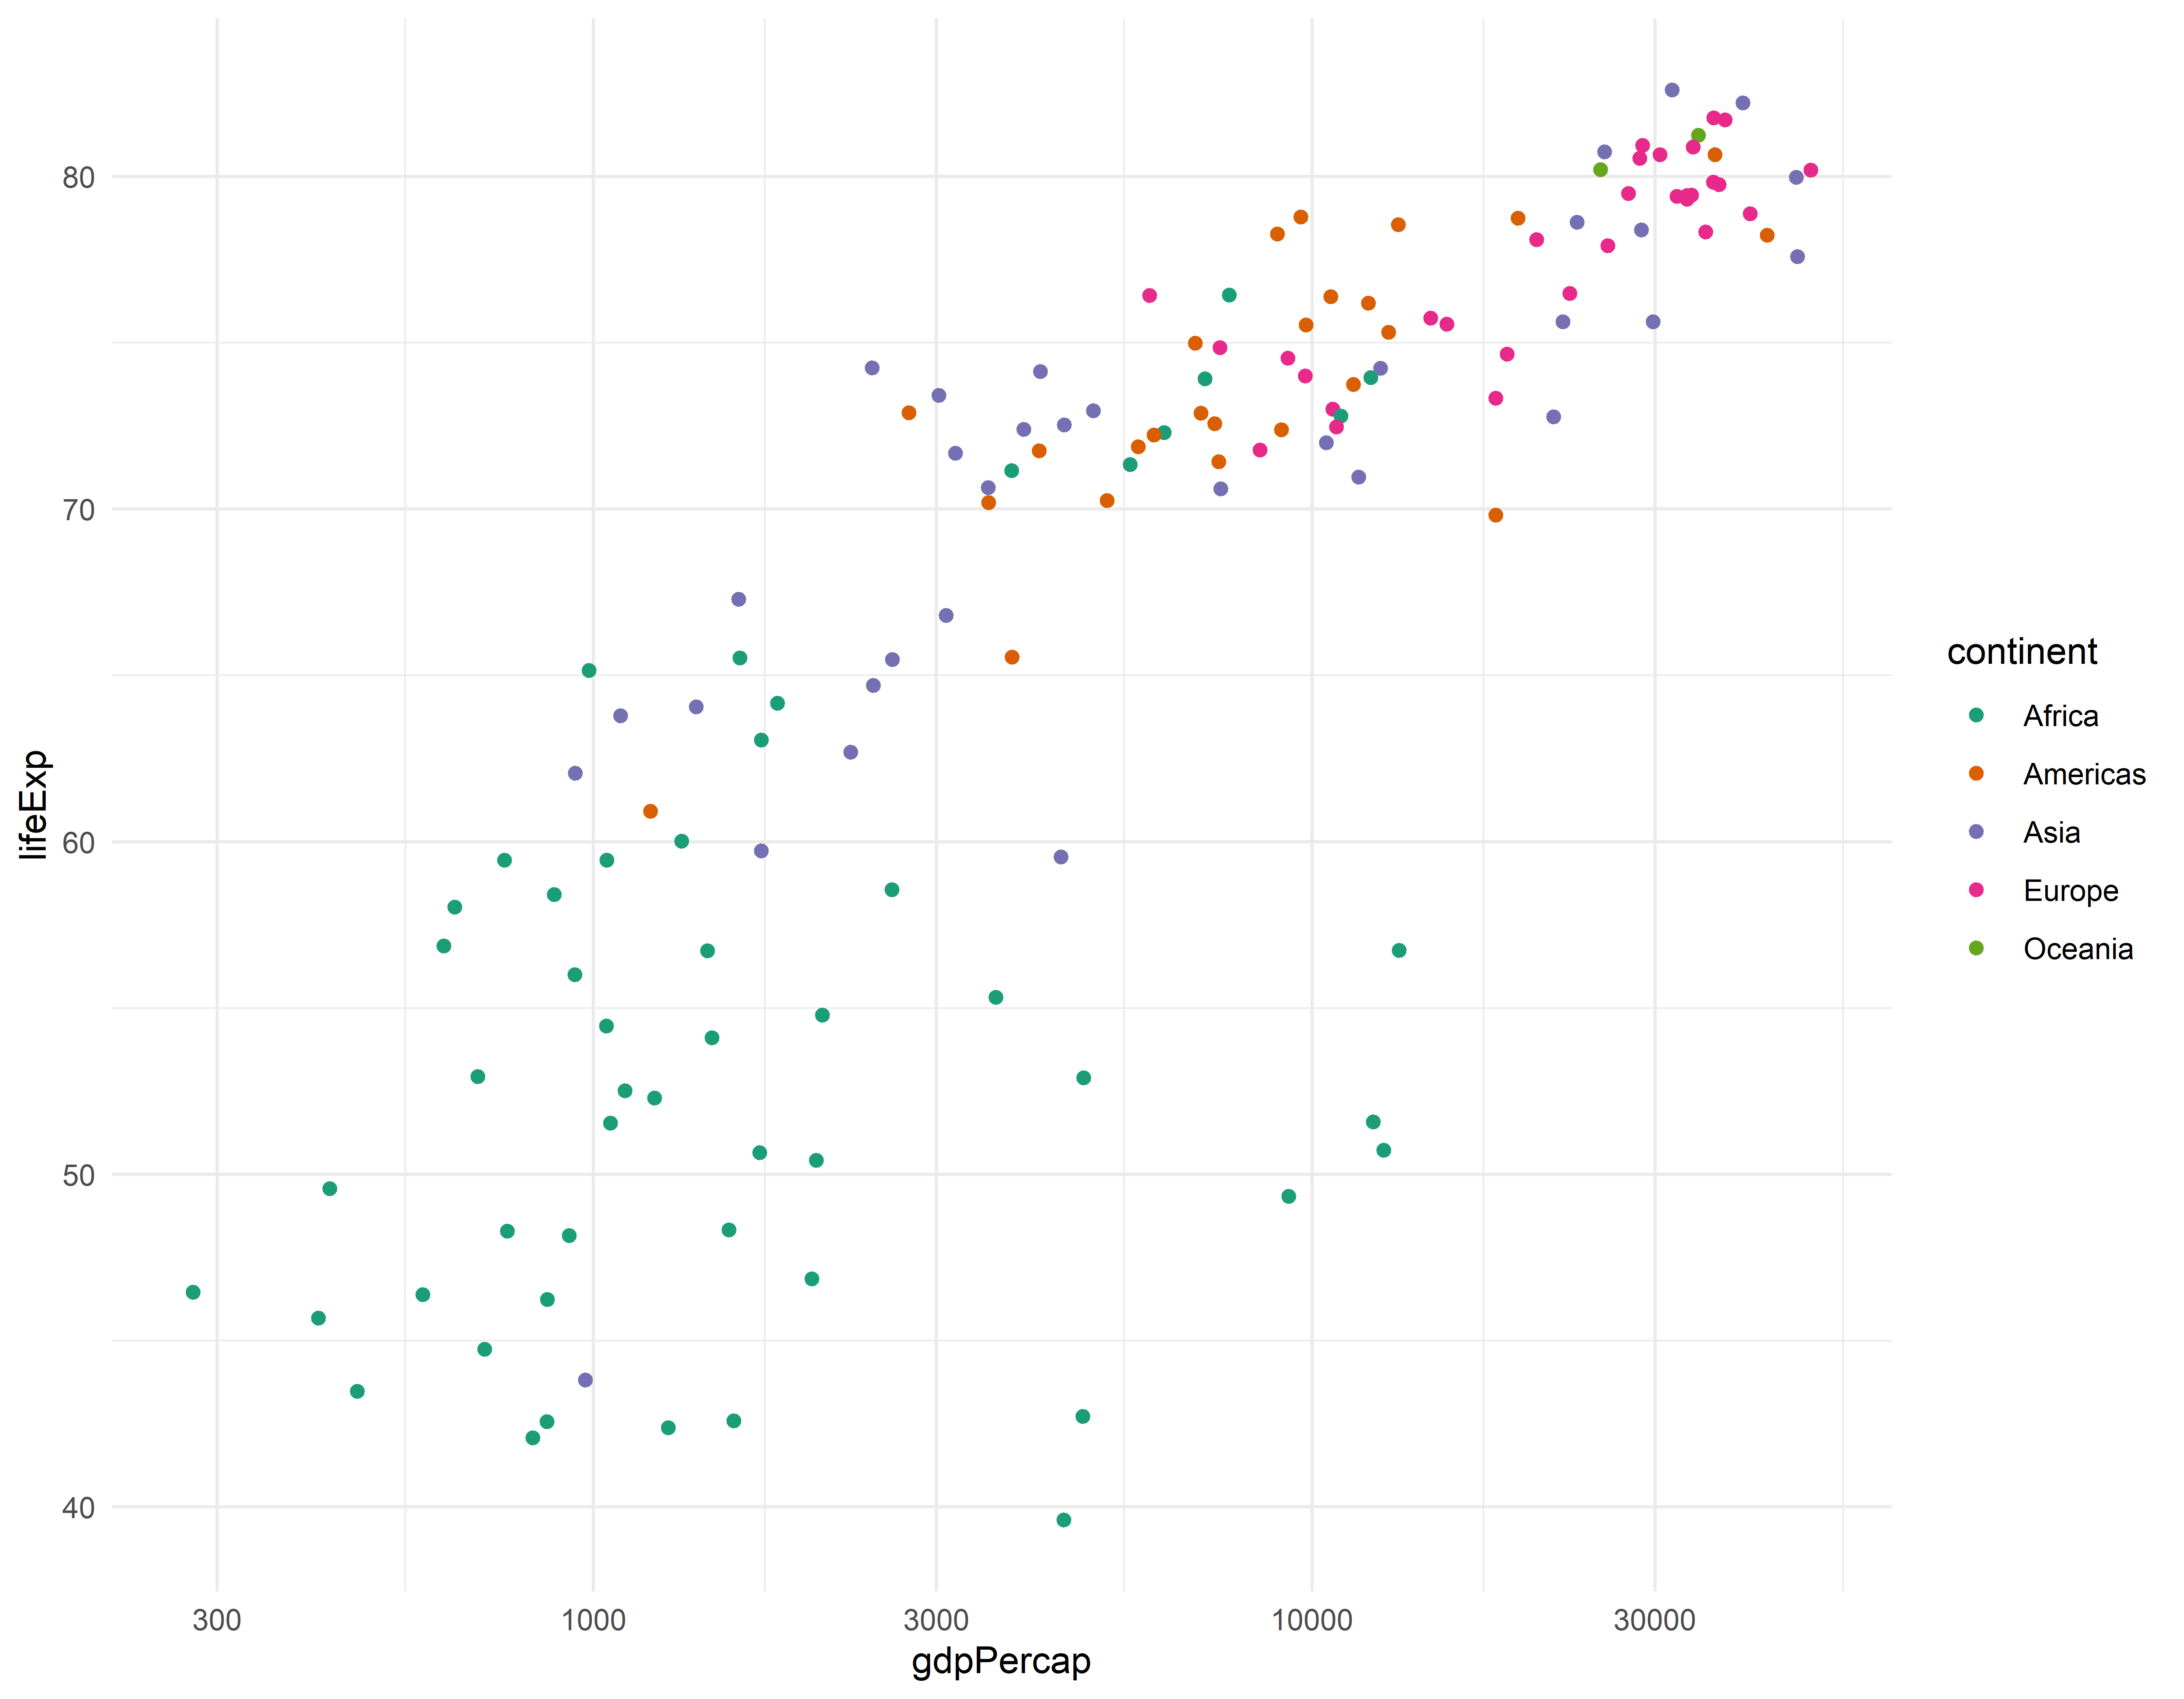 80
70
60
50
40
lifeExp
300
1000
3000
10000
30000
gdpPercap
continent
Africa
Americas
Asia
Europe
Oceania